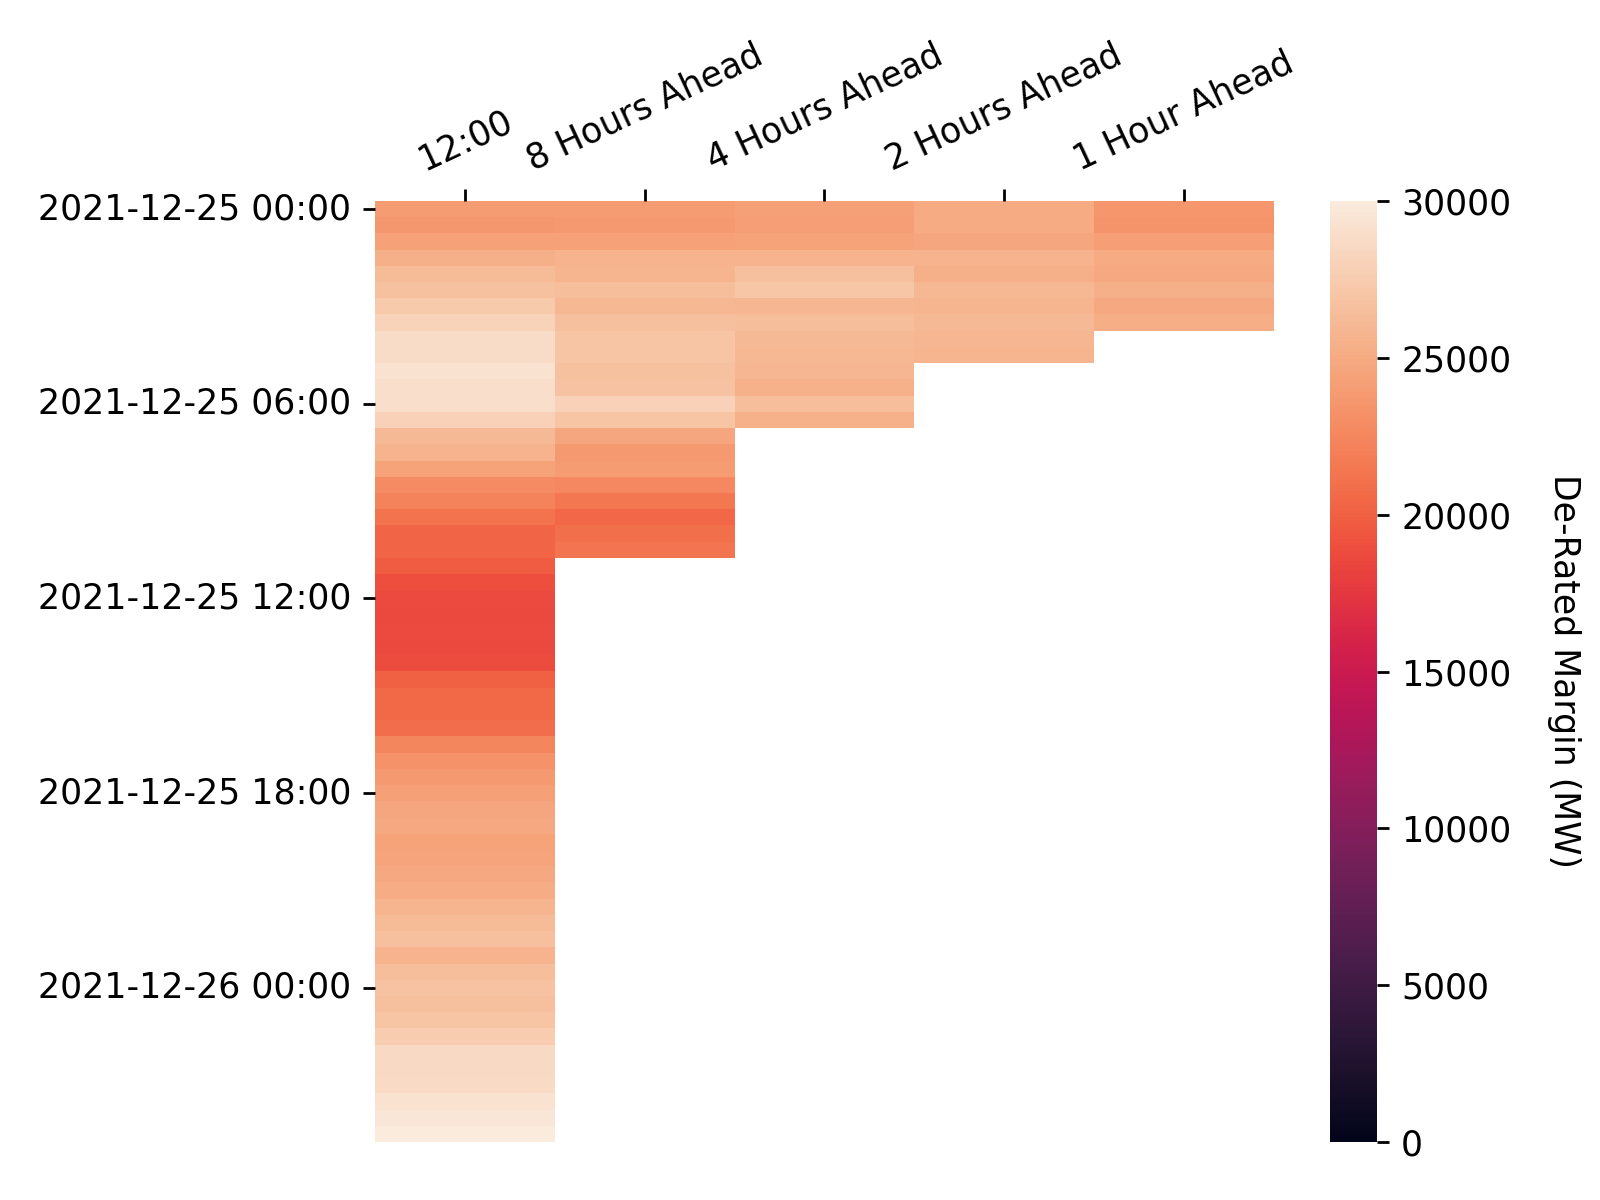 12:00
8 Hours Ahead
4 Hours Ahead
2 Hours Ahead
1 Hour Ahead
2021-12-25 00:00
2021-12-25 06:00
2021-12-25 12:00
2021-12-25 18:00
2021-12-26 00:00
30000
25000
20000
15000
10000
5000
0
De-Rated Margin (MW)